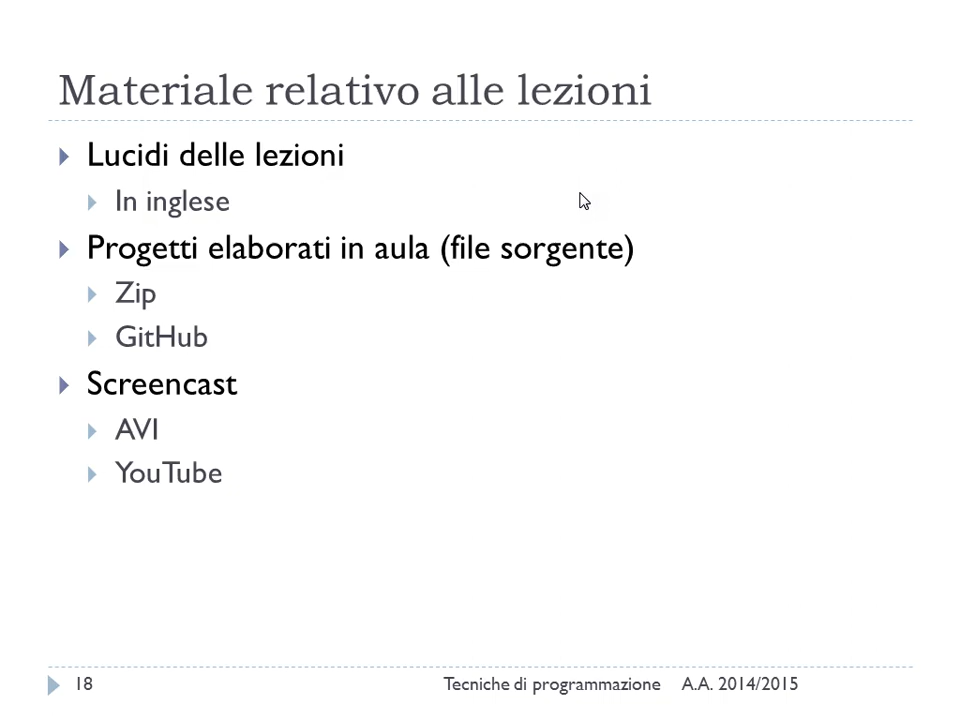 Materiale relativo alle lezioni
Lucidi delle lezioni
In inglese
Progetti elaborati in aula (file sorgente)
Zip
GitHub
Screencast
AVI
YouTube
18 Tecniche di programmazione A.A. 2014/2015